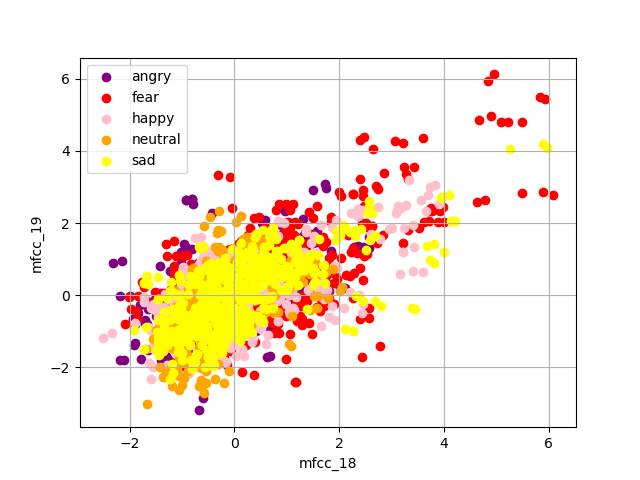 angry
fear
happy
neutral
sad
6
4
2
0
−2
mfcc_19
−2
0
2
4
6
mfcc_18